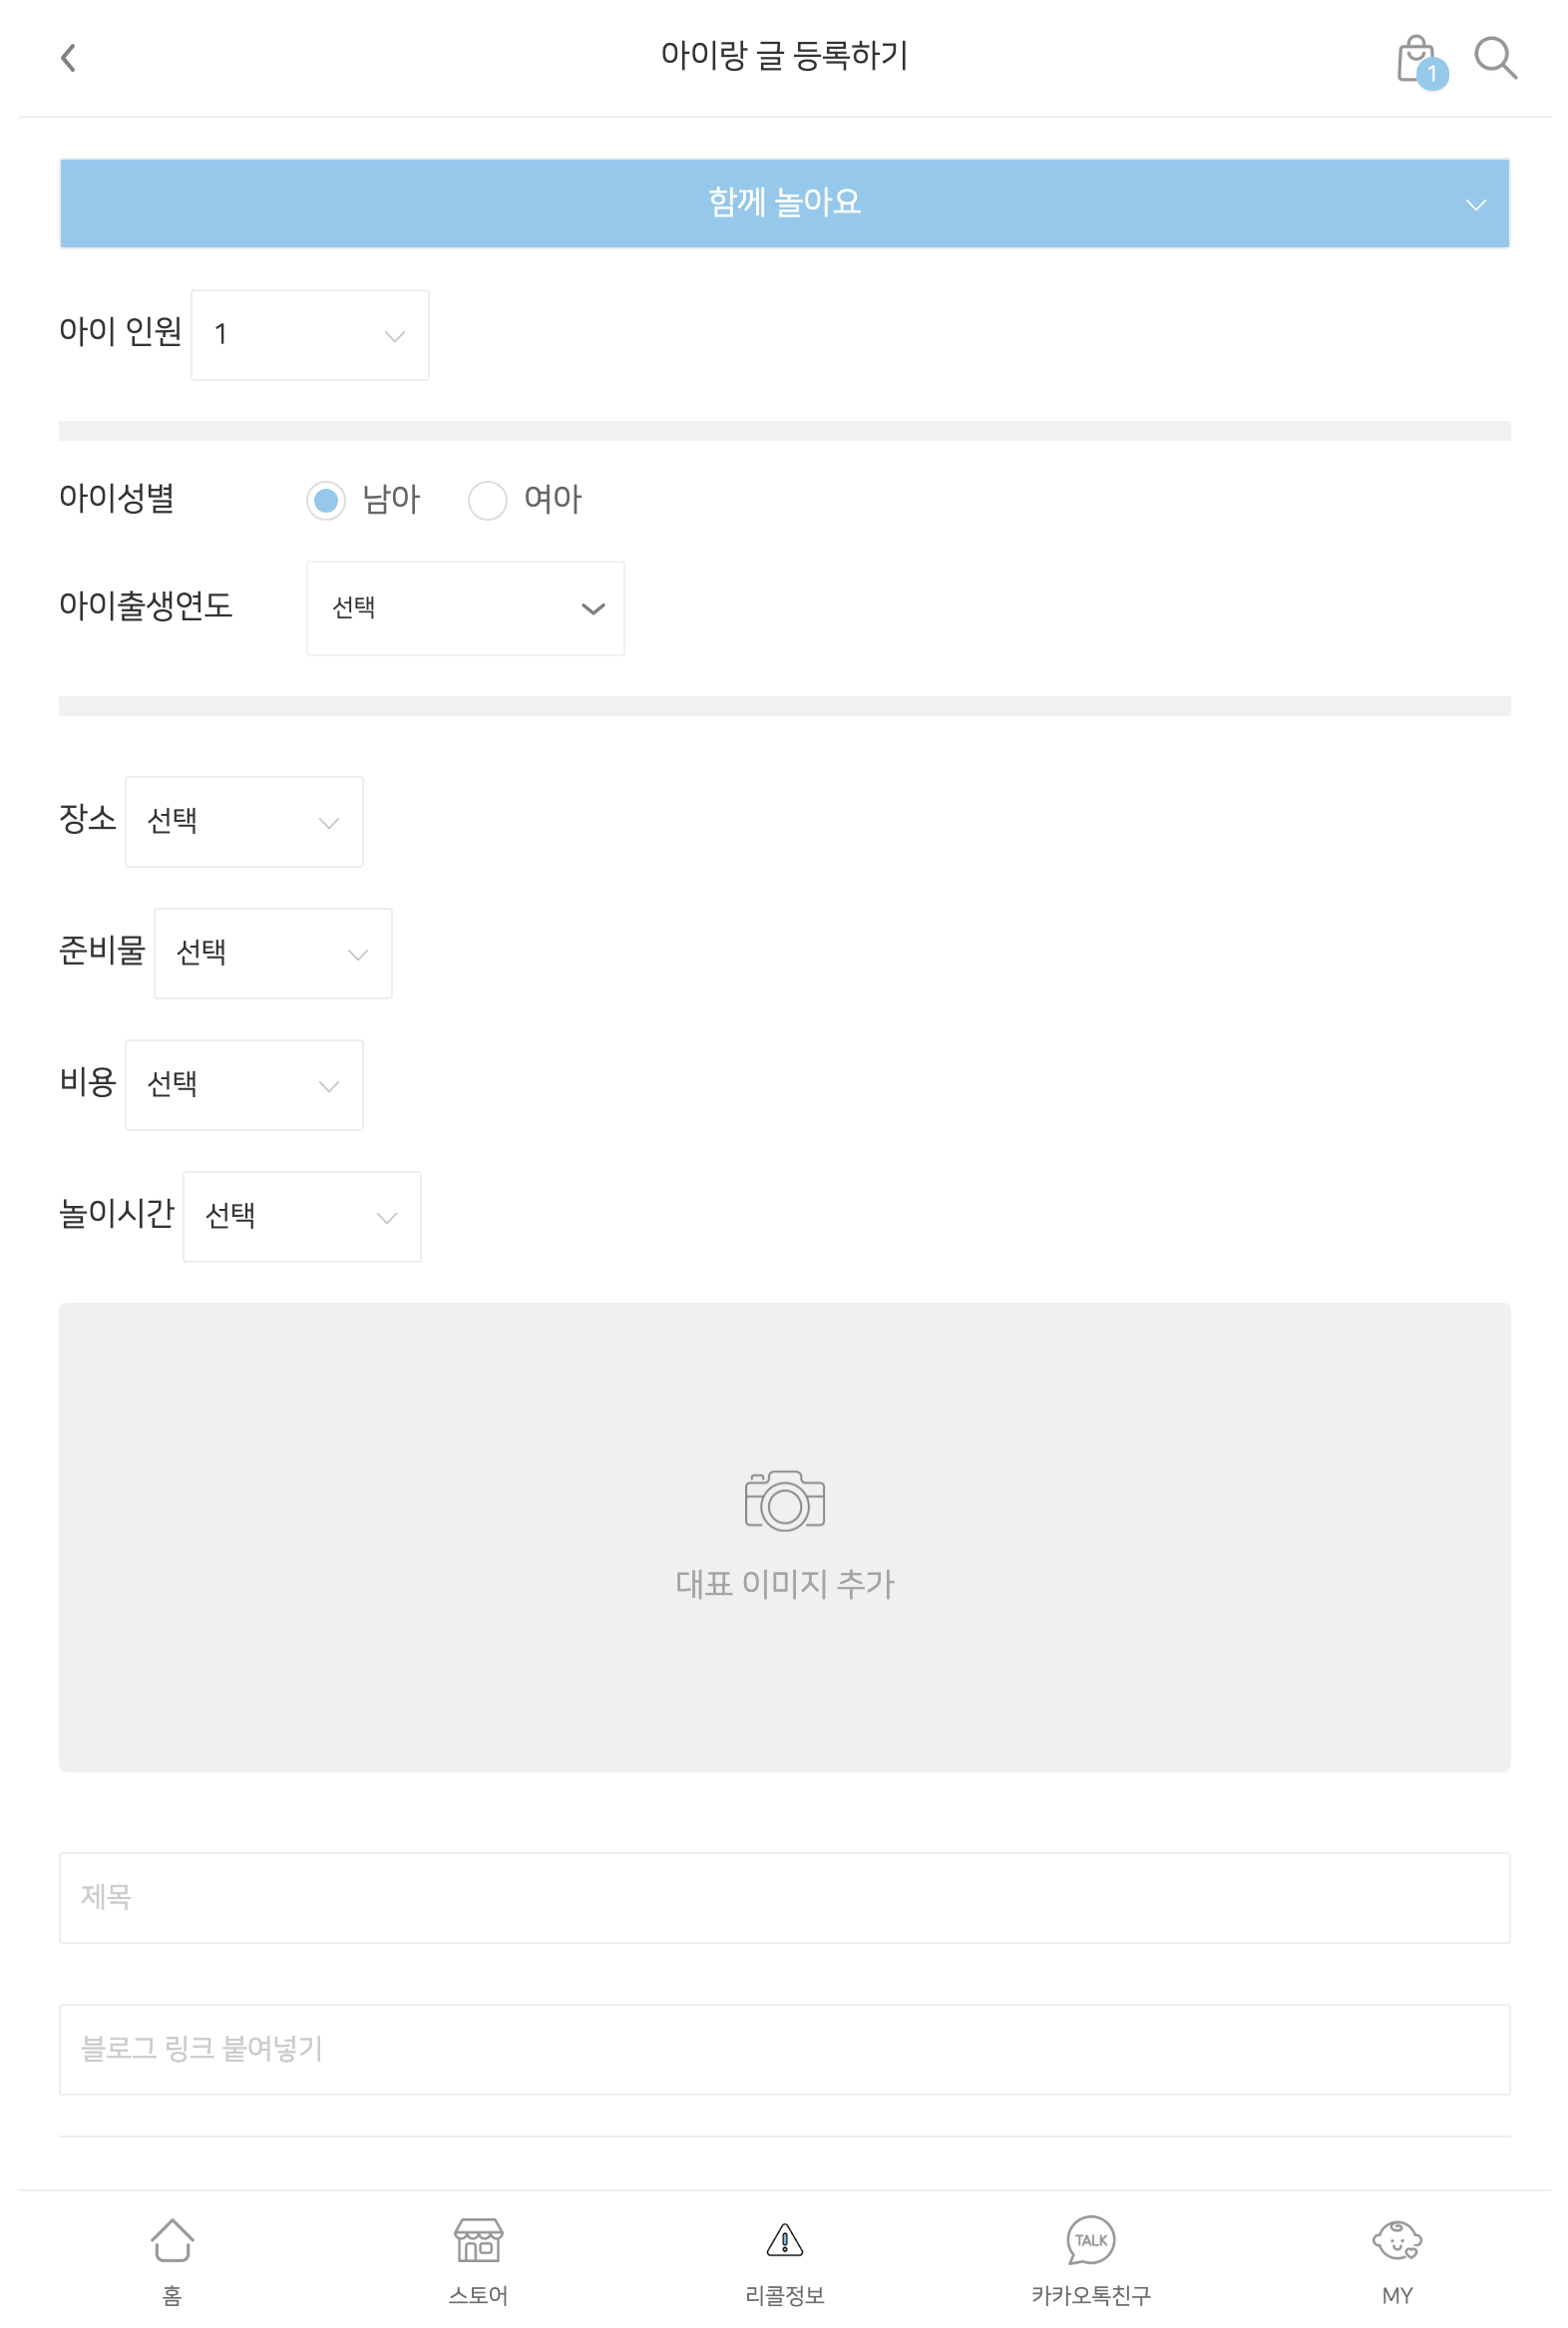 아이랑 글 등록하기
1
함께 놀아요
아이 인원 1
아이성별 남아 여아
아이출생연도 선택
장소 선택
준비물 선택
비용 선택
놀이시간 선택
대표 이미지 추가
제목
블로그 링크 붙여넣기
TALK
홈 스토어 리콜정보 카카오톡친구 MY